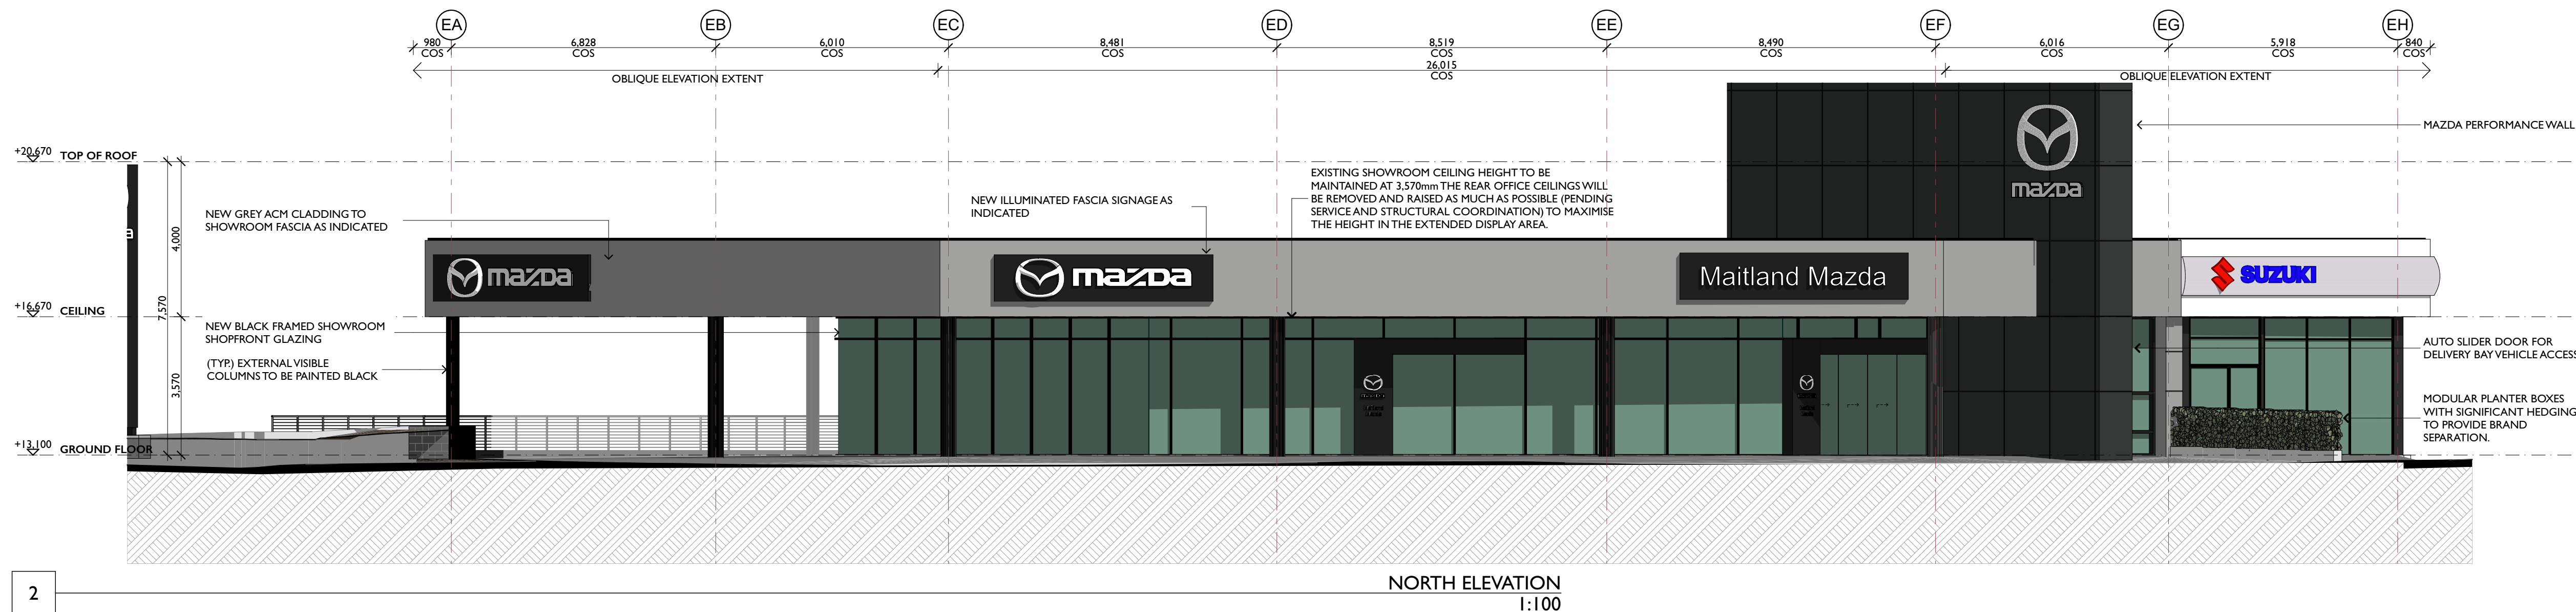 EA EB EC ED EE EF EG EH
980 6,828 6,010 8,481 8,519 8,490 6,016 5,918 840
COS COS COS COS COS COS COS COS COS
26,015
COS
OBLIQUE ELEVATION EXTENT
OBLIQUE ELEVATION EXTENT
MAZDA PERFORMANCE WALL
+20,670 TOP OF ROOF
mazda
EXISTING SHOWROOM CEILING HEIGHT TO BE
MAINTAINED AT 3,570mm THE REAR OFFICE CEILINGS WILL
BE REMOVED AND RAISED AS MUCH AS POSSIBLE (PENDING
SERVICE AND STRUCTURAL COORDINATION) TO MAXIMISE
THE HEIGHT IN THE EXTENDED DISPLAY AREA.
NEW ILLUMINATED FASCIA SIGNAGE AS
INDICATED
NEW GREY ACM CLADDING TO
SHOWROOM FASCIA AS INDICATED
a
4,000
7,570
3,570
mazda
mazda
Maitland Mazda
SUZUKI
+16,670 CEILING
NEW BLACK FRAMED SHOWROOM
SHOPFRONT GLAZING
(TYP.) EXTERNAL VISIBLE
COLUMNS TO BE PAINTED BLACK
AUTO SLIDER DOOR FOR
DELIVERY BAY VEHICLE ACCESS
MODULAR PLANTER BOXES
WITH SIGNIFICANT HEDGING
TO PROVIDE BRAND
SEPARATION.
+13,100 GROUND FLOOR
2
NORTH ELEVATION
1:100